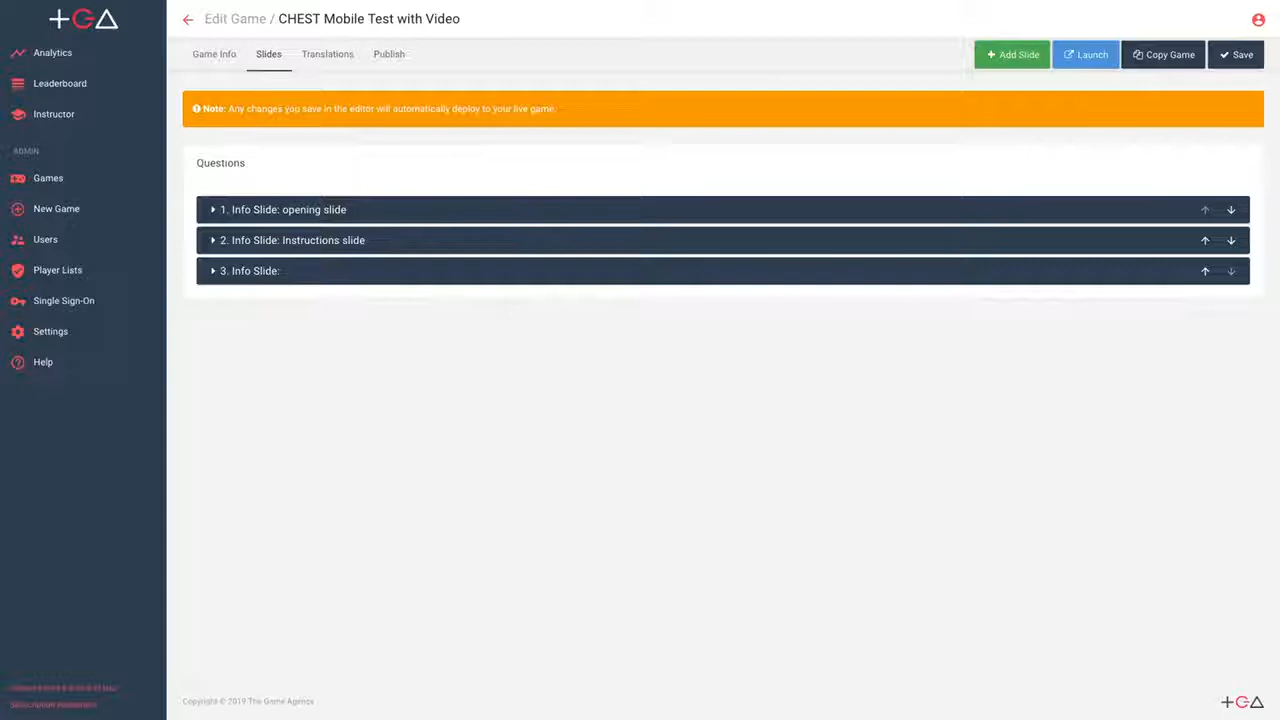 +GΔ
Edit Game / CHEST Mobile Test with Video
Analytics
Leaderboard
Instructor
ADMIN
Games
New Game
Users
Player Lists
Single Sign-On
Settings
Help
Game Info
Slides
Translations
Publish
Add Slide
Launch
Copy Game
Save
Note: Any changes you save in the editor will automatically deploy to your live game.
Questions
1. Info Slide: opening slide
2. Info Slide: Instructions slide
3. Info Slide:
Copyright © 2019 The Game Agency
+GΔ